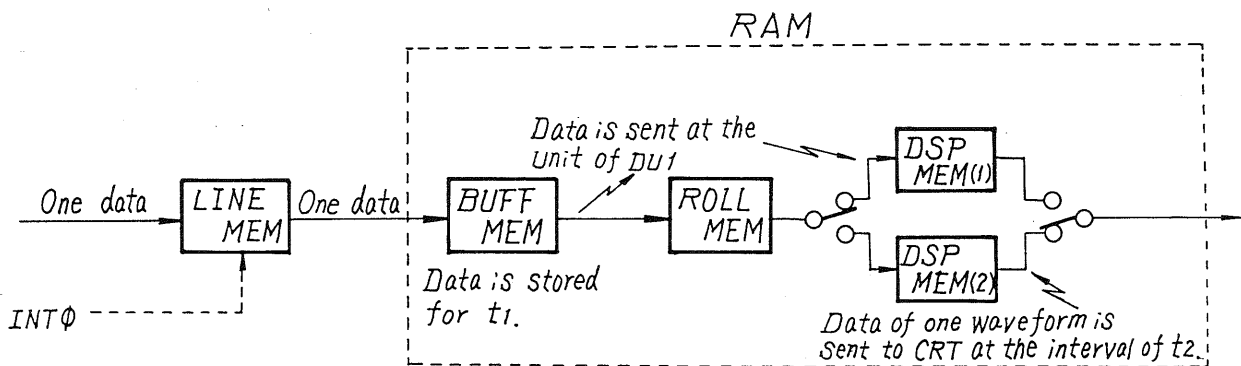 RAM
Data is sent at the
unit of DU1
One data
LINE
MEM
One data
BUFF
MEM
ROLL
MEM
DSP
MEM(1)
DSP
MEM(2)
Data is stored
for t1.
INTΦ
Data of one waveform is
sent to CRT at the interval of t2.